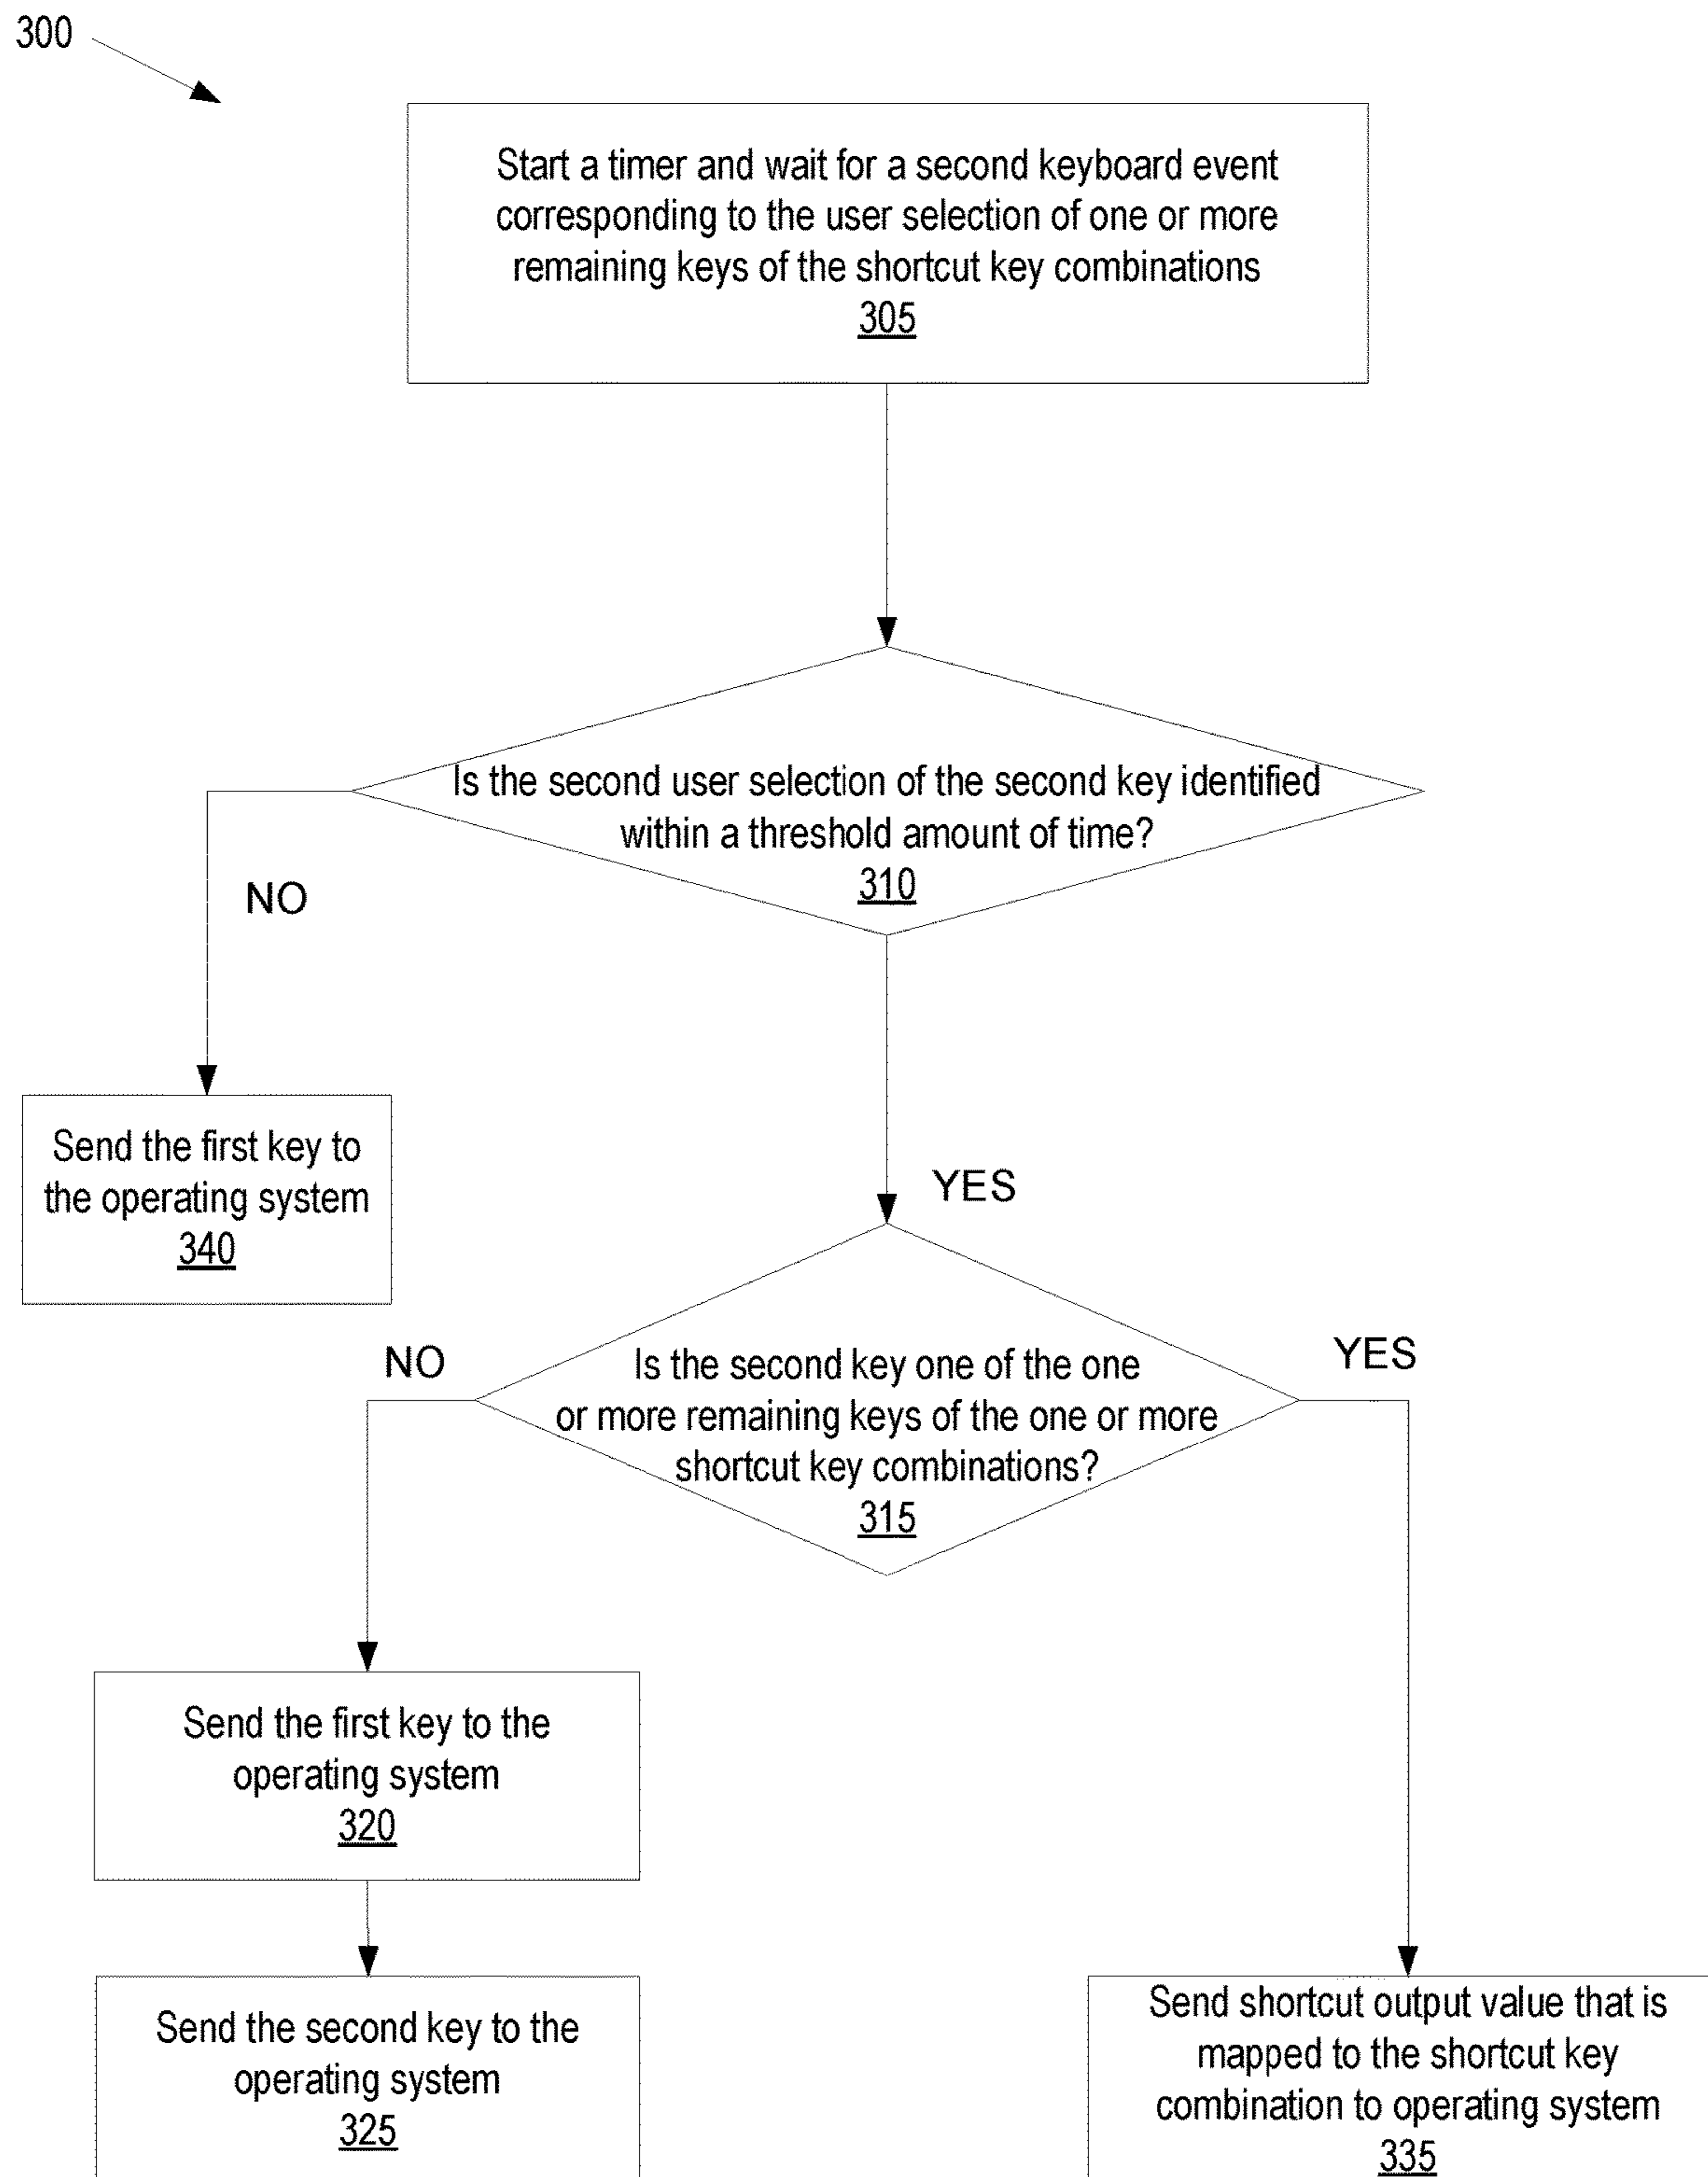 300
Start a timer and wait for a second keyboard event
corresponding to the user selection of one or more
remaining keys of the shortcut key combinations
305
Is the second user selection of the second key identified
within a threshold amount of time?
310
NO
YES
Send the first key to
the operating system
340
NO
YES
Is the second key one of the one
or more remaining keys of the one or more
shortcut key combinations?
315
Send the first key to the
operating system
320
Send the second key to the
operating system
325
Send shortcut output value that is
mapped to the shortcut key
combination to operating system
335